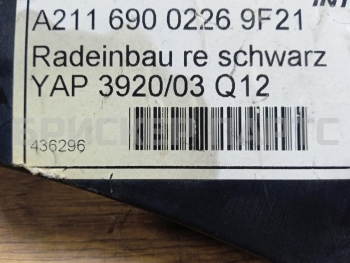 A211 690 0226 9F21
Radeinbau re schwarz
YAP 3920/03 Q12
436296